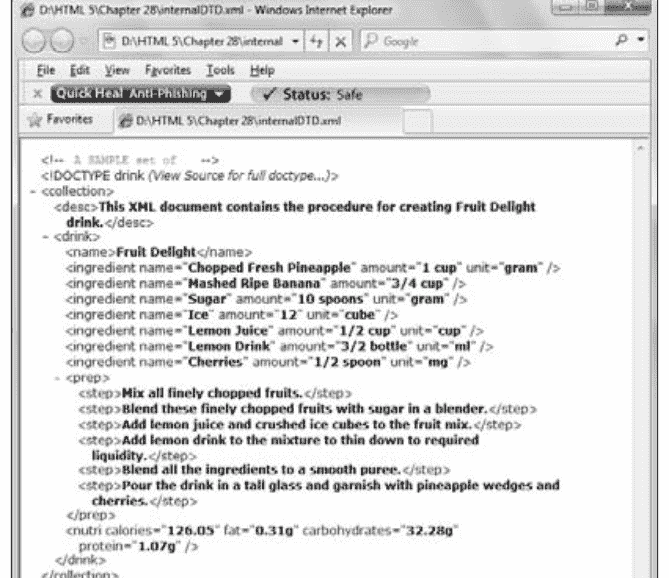 D:\HTML 5\Chapter 28\internalDTD.xml - Windows Internet Explorer
D:\HTML 5\Chapter 28\internal
Google
File Edit View Favorites Tools Help
x Quick Heal Anti-Phishing Status: Safe
Favorites D:\HTML 5\Chapter 28\internalDTD.xml
<!-- A SAMPLE set of -->
<!DOCTYPE drink (View Source for full doctype...)>
- <collection>
<desc>This XML document contains the procedure for creating Fruit Delight
drink.</desc>
- <drink>
<name>Fruit Delight</name>
<ingredient name="Chopped Fresh Pineapple" amount="1 cup" unit="gram" />
<ingredient name="Mashed Ripe Banana" amount="3/4 cup" />
<ingredient name="Sugar" amount="10 spoons" unit="gram" />
<ingredient name="Ice" amount="12" unit="cube" />
<ingredient name="Lemon Juice" amount="1/2 cup" unit="cup" />
<ingredient name="Lemon Drink" amount="3/2 bottle" unit="ml" />
<ingredient name="Cherries" amount="1/2 spoon" unit="mg" />
- <prep>
<step>Mix all finely chopped fruits.</step>
<step>Blend these finely chopped fruits with sugar in a blender.</step>
<step>Add lemon juice and crushed ice cubes to the fruit mix.</step>
<step>Add lemon drink to the mixture to thin down to required
liquidity.</step>
<step>Blend all the ingredients to a smooth puree.</step>
<step>Pour the drink in a tall glass and garnish with pineapple wedges and
cherries.</step>
</prep>
<nutri calories="126.05" fat="0.31g" carbohydrates="32.28g"
protein="1.07g" />
</drink>
</collection>